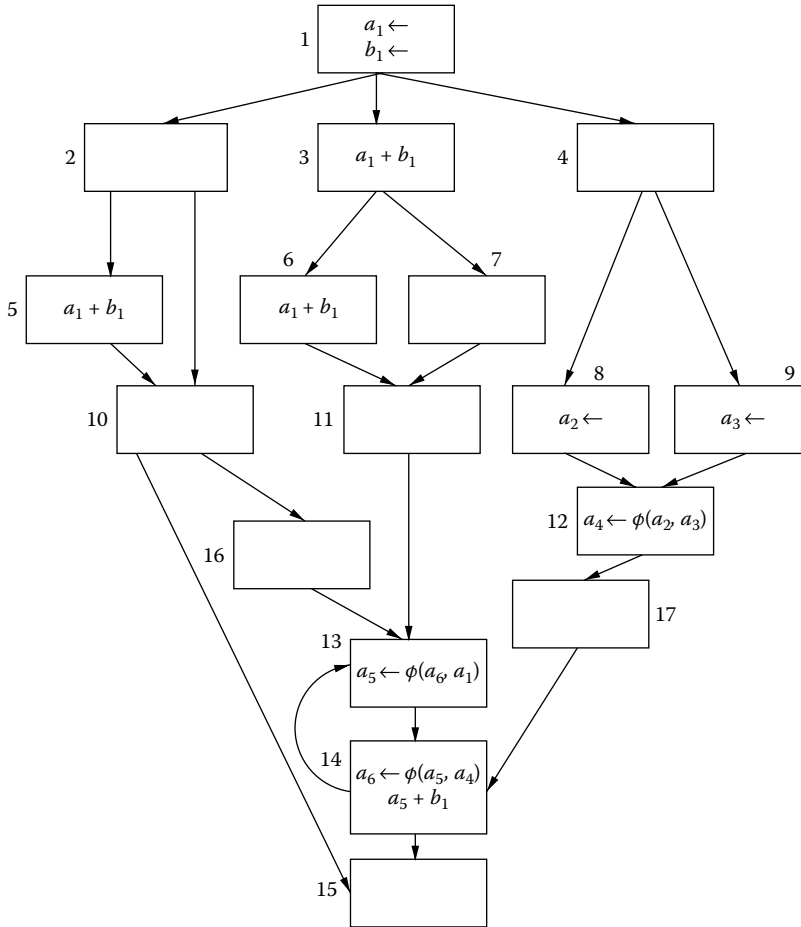 1
a₁ ←
b₁ ←
2
3
a₁ + b₁
4
5
a₁ + b₁
6
a₁ + b₁
7
8
a₂ ←
9
a₃ ←
10
11
12
a₄ ← ϕ(a₂, a₃)
16
17
13
a₅ ← ϕ(a₆, a₁)
14
a₆ ← ϕ(a₅, a₄)
a₅ + b₁
15